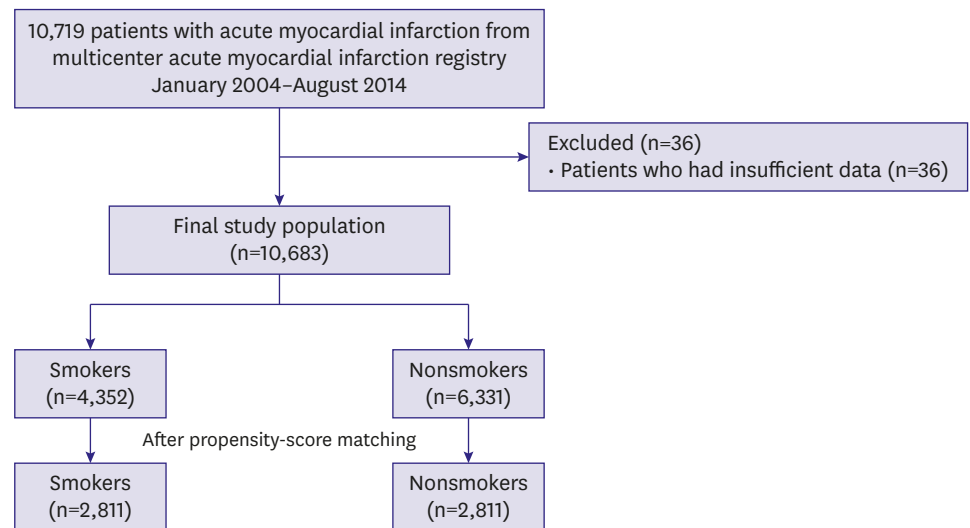 10,719 patients with acute myocardial infarction from
multicenter acute myocardial infarction registry
January 2004–August 2014
Excluded (n=36)
· Patients who had insufficient data (n=36)
Final study population
(n=10,683)
Smokers
(n=4,352)
Nonsmokers
(n=6,331)
After propensity-score matching
Smokers
(n=2,811)
Nonsmokers
(n=2,811)